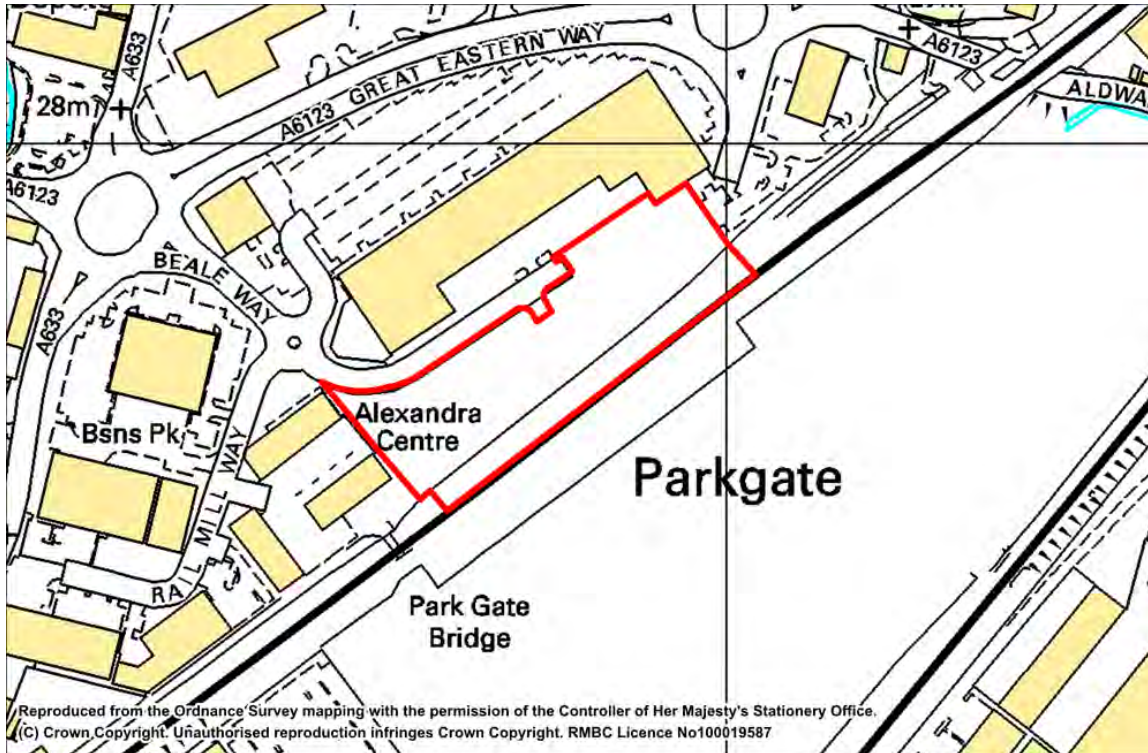 A633
A6123
28m
A6123 GREAT EASTERN WAY
A6123
ALDWA
BEALE WAY
A633
Bsns Pk
RAIL MILL WAY
Alexandra
Centre
Parkgate
Park Gate
Bridge
Reproduced from the Ordnance Survey mapping with the permission of the Controller of Her Majesty's Stationery Office.
(C) Crown Copyright. Unauthorised reproduction infringes Crown Copyright. RMBC Licence No100019587